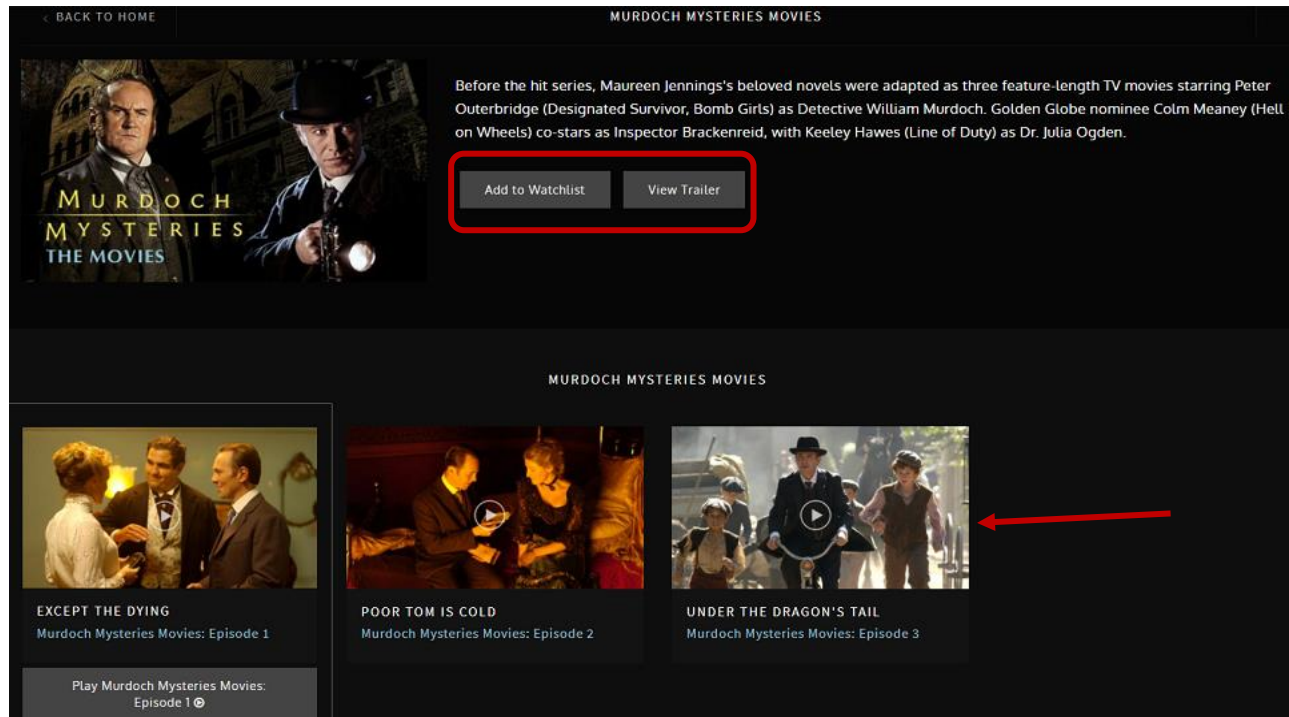 < BACK TO HOME
MURDOCH MYSTERIES MOVIES
MURDOCH
MYSTERIES
THE MOVIES
Before the hit series, Maureen Jennings's beloved novels were adapted as three feature-length TV movies starring Peter
Outerbridge (Designated Survivor, Bomb Girls) as Detective William Murdoch. Golden Globe nominee Colm Meaney (Hell
on Wheels) co-stars as Inspector Brackenreid, with Keeley Hawes (Line of Duty) as Dr. Julia Ogden.
Add to Watchlist
View Trailer
MURDOCH MYSTERIES MOVIES
EXCEPT THE DYING
Murdoch Mysteries Movies: Episode 1
Play Murdoch Mysteries Movies:
Episode 1
POOR TOM IS COLD
Murdoch Mysteries Movies: Episode 2
UNDER THE DRAGON'S TAIL
Murdoch Mysteries Movies: Episode 3